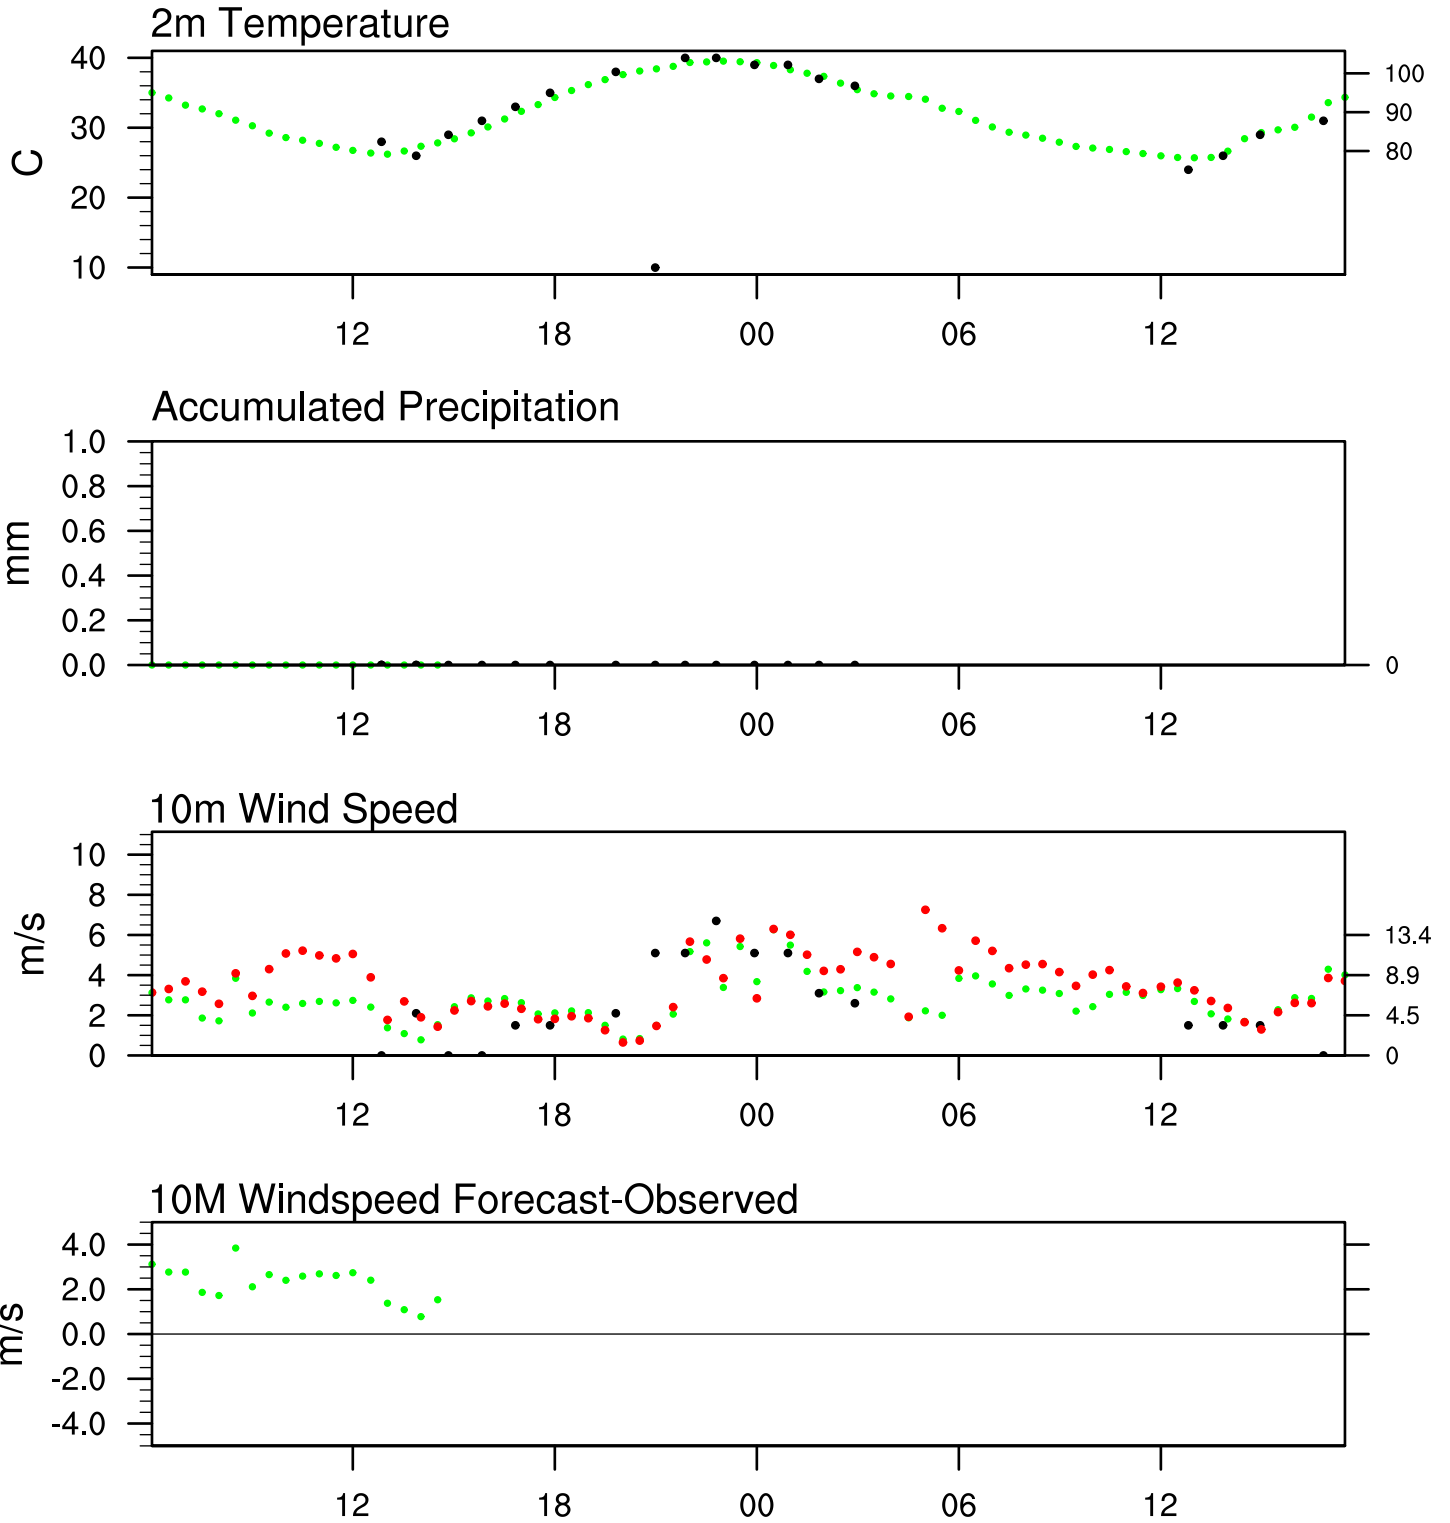 2m Temperature
40
30
20
10
C
100
90
80
12 18 00 06 12
Accumulated Precipitation
1.0
0.8
0.6
0.4
0.2
0.0
mm
0
12 18 00 06 12
10m Wind Speed
10
8
6
4
2
0
m/s
13.4
8.9
4.5
0
12 18 00 06 12
10M Windspeed Forecast-Observed
4.0
2.0
0.0
-2.0
-4.0
m/s
12 18 00 06 12